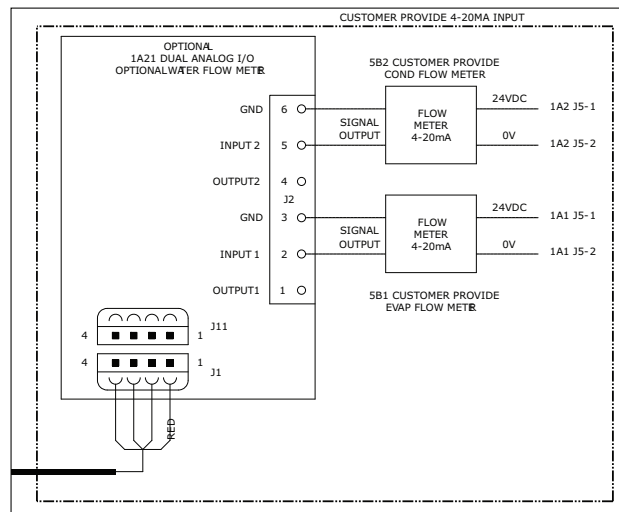 CUSTOMER PROVIDE 4-20MA INPUT
OPTIONAL
1A21 DUAL ANALOG I/O
OPTIONAL WATER FLOW METER
5B2 CUSTOMER PROVIDE
COND FLOW METER
GND 6
SIGNAL
OUTPUT
FLOW
METER
4-20mA
24VDC 1A2 J5-1
INPUT 2 5
0V 1A2 J5-2
OUTPUT2 4
J2
GND 3
SIGNAL
OUTPUT
FLOW
METER
4-20mA
24VDC 1A1 J5-1
INPUT 1 2
0V 1A1 J5-2
OUTPUT1 1
5B1 CUSTOMER PROVIDE
EVAP FLOW METER
4 1 J11
4 1 J1
RED